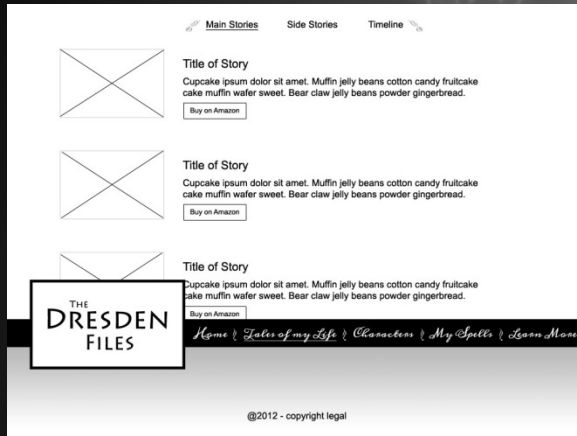 Main Stories Side Stories Timeline
Title of Story
Cupcake ipsum dolor sit amet. Muffin jelly beans cotton candy fruitcake
cake muffin wafer sweet. Bear claw jelly beans powder gingerbread.
Buy on Amazon
Title of Story
Cupcake ipsum dolor sit amet. Muffin jelly beans cotton candy fruitcake
cake muffin wafer sweet. Bear claw jelly beans powder gingerbread.
Buy on Amazon
Title of Story
Cupcake ipsum dolor sit amet. Muffin jelly beans cotton candy fruitcake
cake muffin wafer sweet. Bear claw jelly beans powder gingerbread.
Buy on Amazon
THE
DRESDEN
FILES
Home Tales of my Life Characters My Spells Learn More
@2012 - copyright legal